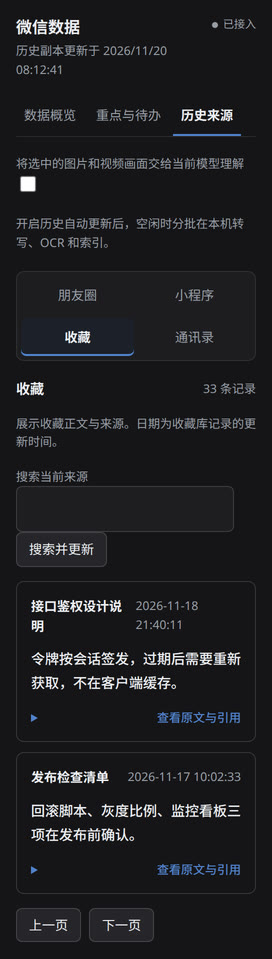 微信数据
已接入
历史副本更新于 2026/11/20
08:12:41
数据概览 重点与待办 历史来源
将选中的图片和视频画面交给当前模型理解
开启历史自动更新后，空闲时分批在本机转
写、OCR 和索引。
朋友圈 小程序
收藏 通讯录
收藏 33 条记录
展示收藏正文与来源。日期为收藏库记录的更
新时间。
搜索当前来源
搜索并更新
接口鉴权设计说
明
2026-11-18
21:40:11
令牌按会话签发，过期后需要重新
获取，不在客户端缓存。
查看原文与引用
发布检查清单 2026-11-17 10:02:33
回滚脚本、灰度比例、监控看板三
项在发布前确认。
查看原文与引用
上一页 下一页